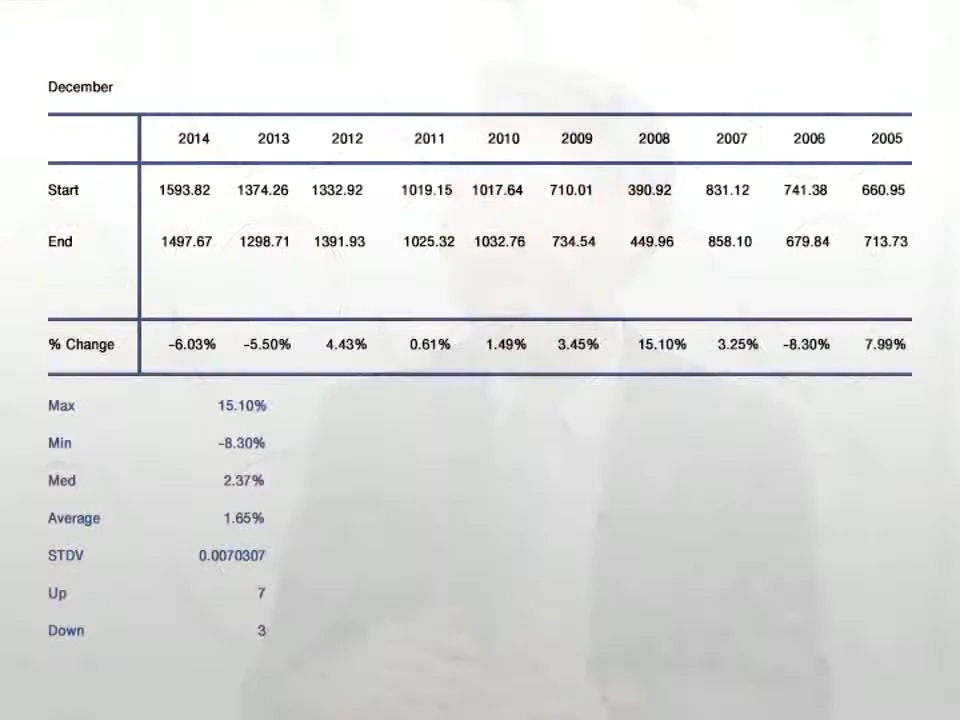 December
2014 2013 2012 2011 2010 2009 2008 2007 2006 2005
Start 1593.82 1374.26 1332.92 1019.15 1017.64 710.01 390.92 831.12 741.38 660.95
End 1497.67 1298.71 1391.93 1025.32 1032.76 734.54 449.96 858.10 679.84 713.73
% Change -6.03% -5.50% 4.43% 0.61% 1.49% 3.45% 15.10% 3.25% -8.30% 7.99%
Max 15.10%
Min -8.30%
Med 2.37%
Average 1.65%
STDV 0.0070307
Up 7
Down 3